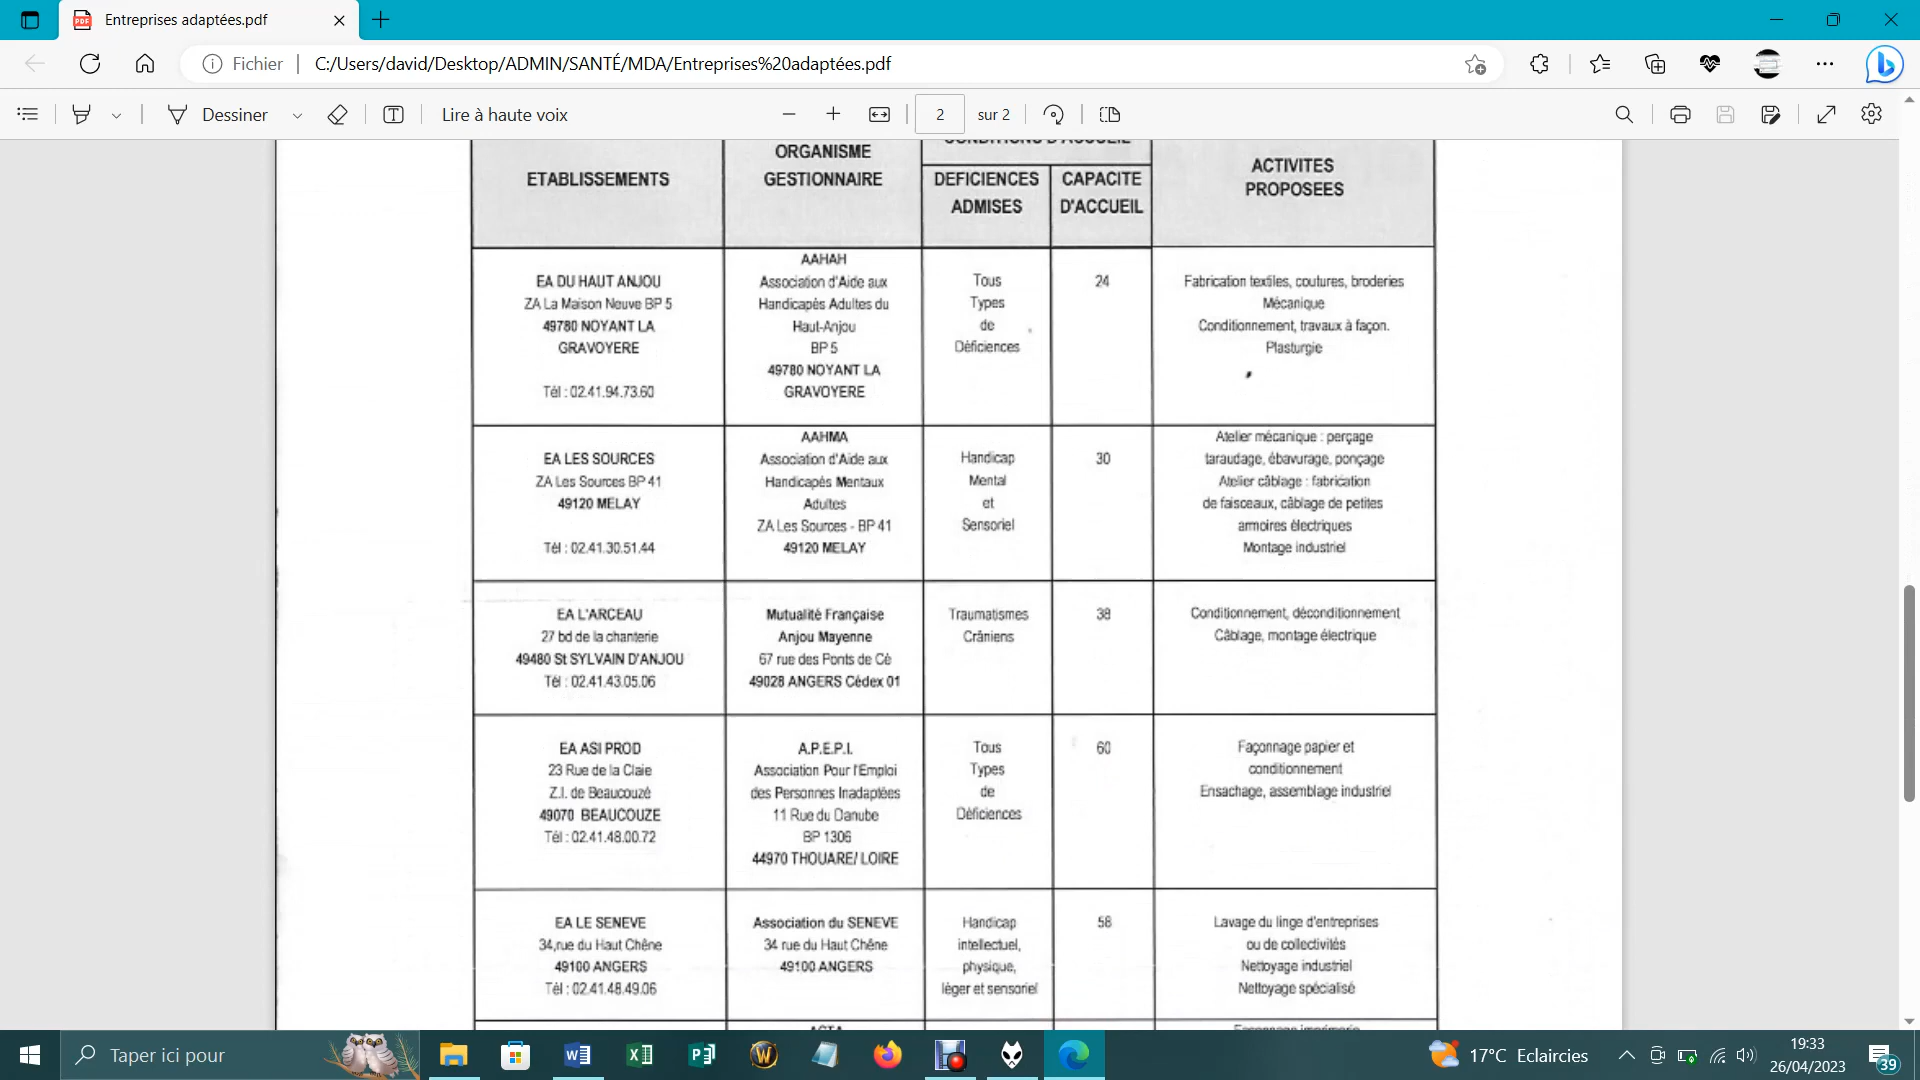 Entreprises adaptées.pdf
Fichier
C:/Users/david/Desktop/ADMIN/SANTÉ/MDA/Entreprises%20adaptées.pdf
Dessiner
Lire à haute voix
2
sur 2
ETABLISSEMENTS
ORGANISME
GESTIONNAIRE
CONDITIONS D'ACCUEIL
DEFICIENCES
ADMISES
CAPACITE
D'ACCUEIL
ACTIVITES
PROPOSEES
EA DU HAUT ANJOU
ZA La Maison Neuve BP 5
49780 NOYANT LA
GRAVOYERE
Tél : 02.41.94.73.60
AAHAH
Association d'Aide aux
Handicapés Adultes du
Haut-Anjou
BP 5
49780 NOYANT LA
GRAVOYERE
Tous
Types
de
Déficiences
24
Fabrication textiles, coutures, broderies
Mécanique
Conditionnement, travaux à façon.
Plasturgie
EA LES SOURCES
ZA Les Sources BP 41
49120 MELAY
Tél : 02.41.30.51.44
AAHMA
Association d'Aide aux
Handicapés Mentaux
Adultes
ZA Les Sources - BP 41
49120 MELAY
Handicap
Mental
et
Sensoriel
30
Atelier mécanique : perçage
taraudage, ébavurage, ponçage
Atelier câblage : fabrication
de faisceaux, câblage de petites
armoires électriques
Montage industriel
EA L'ARCEAU
27 bd de la chanterie
49480 St SYLVAIN D'ANJOU
Tél : 02.41.43.05.06
Mutualité Française
Anjou Mayenne
67 rue des Ponts de Cé
49028 ANGERS Cédex 01
Traumatismes
Crâniens
38
Conditionnement, déconditionnement
Câblage, montage électrique
EA ASI PROD
23 Rue de la Claie
Z.I. de Beaucouzé
49070 BEAUCOUZE
Tél : 02.41.48.00.72
A.P.E.P.I.
Association Pour l'Emploi
des Personnes Inadaptées
11 Rue du Danube
BP 1306
44970 THOUARE/ LOIRE
Tous
Types
de
Déficiences
60
Façonnage papier et
conditionnement
Ensachage, assemblage industriel
EA LE SENEVE
34,rue du Haut Chêne
49100 ANGERS
Tél : 02.41.48.49.06
Association du SENEVE
34 rue du Haut Chêne
49100 ANGERS
Handicap
intellectuel,
physique,
léger et sensoriel
58
Lavage du linge d'entreprises
ou de collectivités
Nettoyage industriel
Nettoyage spécialisé
ACTA
Façonnage imprimerie
Taper ici pour
17°C Eclaircies
19:33
26/04/2023
39